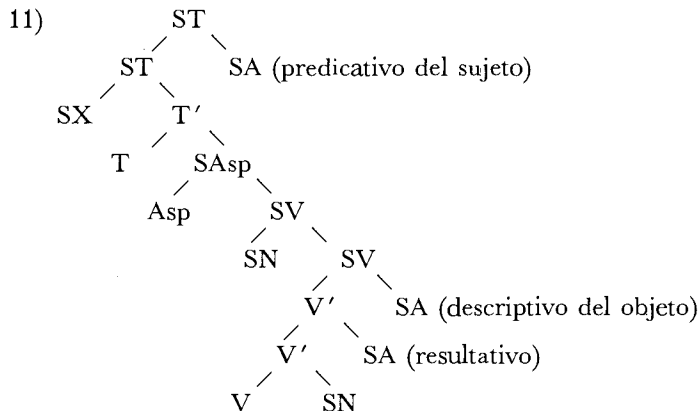 11) ST
ST SA (predicativo del sujeto)
SX T′
T SAsp
Asp SV
SN SV
V′ SA (descriptivo del objeto)
V′ SA (resultativo)
V SN